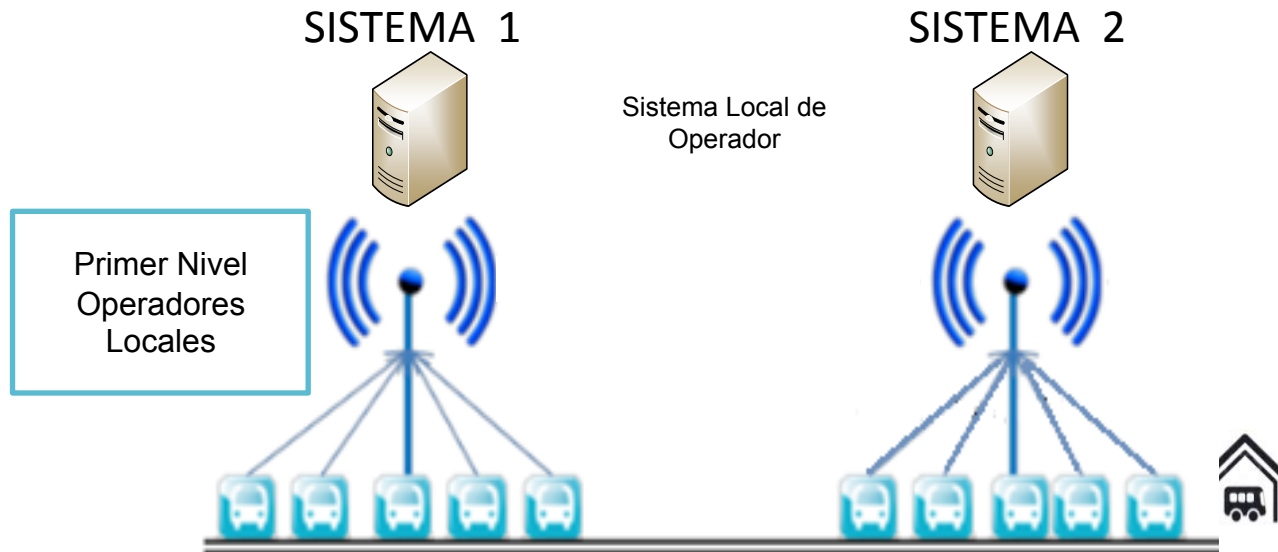 SISTEMA 1
SISTEMA 2
Sistema Local de
Operador
Primer Nivel
Operadores
Locales